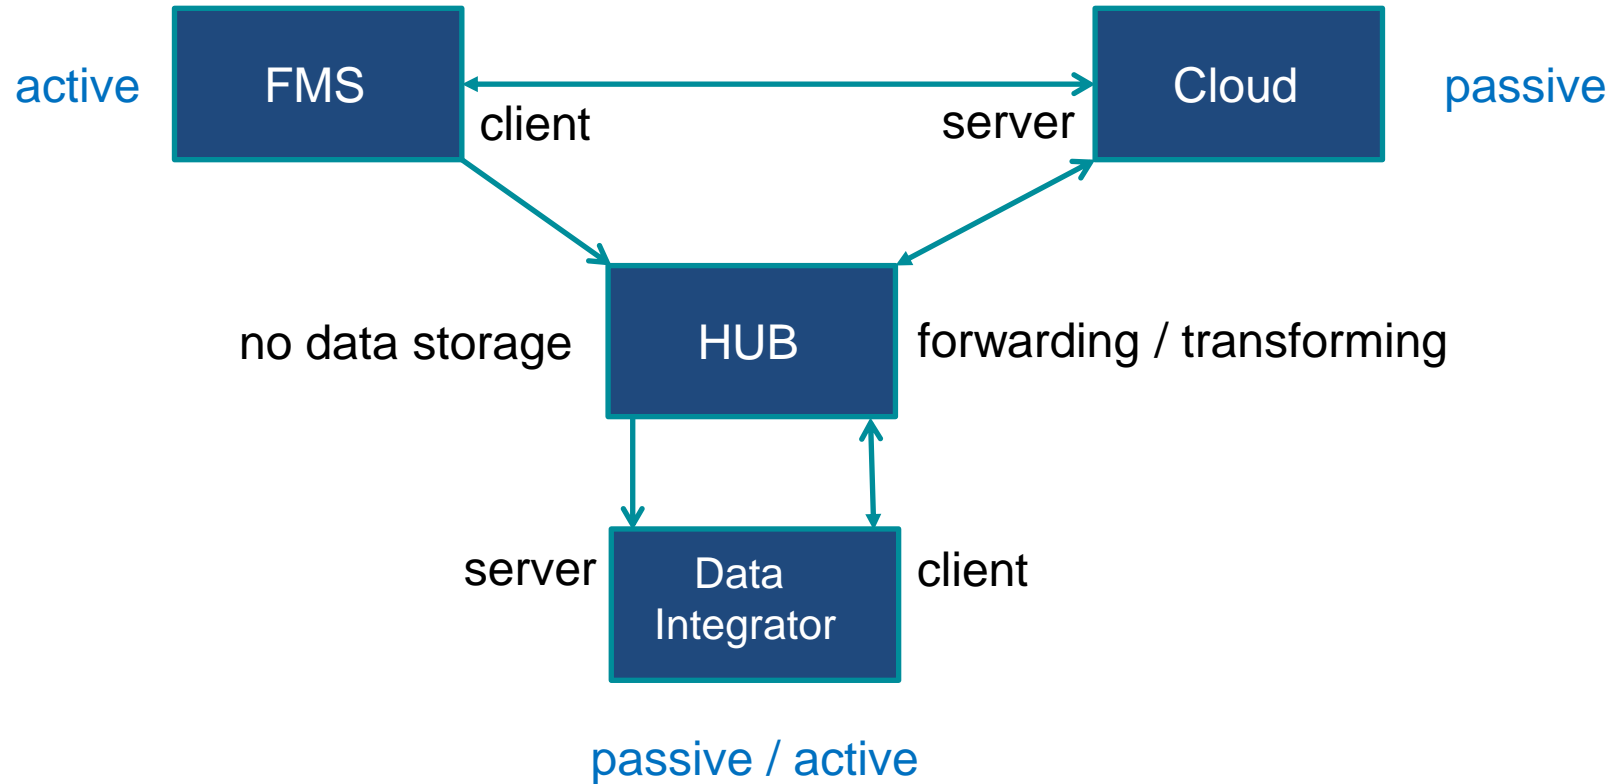 active
FMS
Cloud
passive
client
server
no data storage
HUB
forwarding / transforming
server
Data
Integrator
client
passive / active